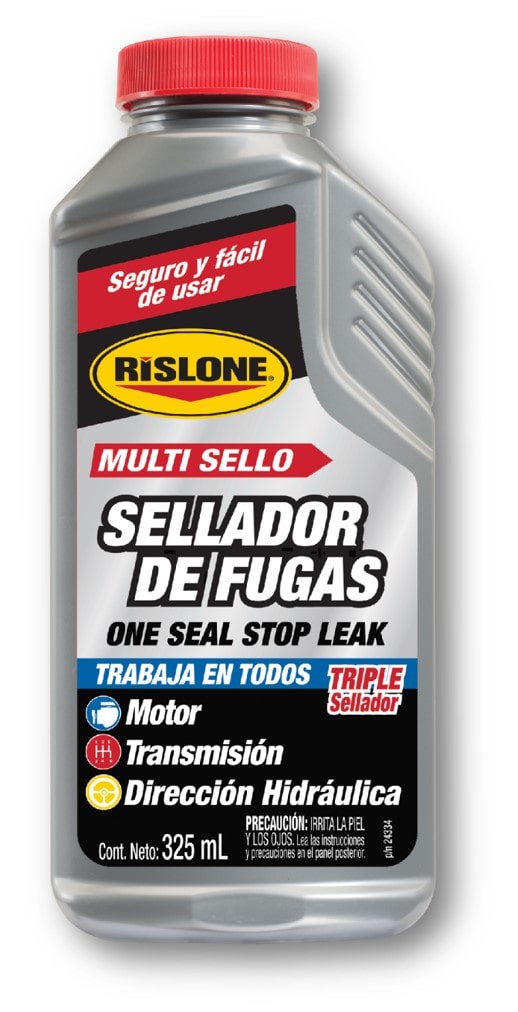 Seguro y fácil
de usar
RiSLONE®
MULTI SELLO
SELLADOR
DE FUGAS
ONE SEAL STOP LEAK
TRABAJA EN TODOS
TRIPLE
Sellador
Motor
Transmisión
Dirección Hidráulica
Cont. Neto: 325 mL
PRECAUCIÓN: IRRITA LA PIEL
Y LOS OJOS. Lea las instrucciones
y precauciones en el panel posterior.
p/n 24334